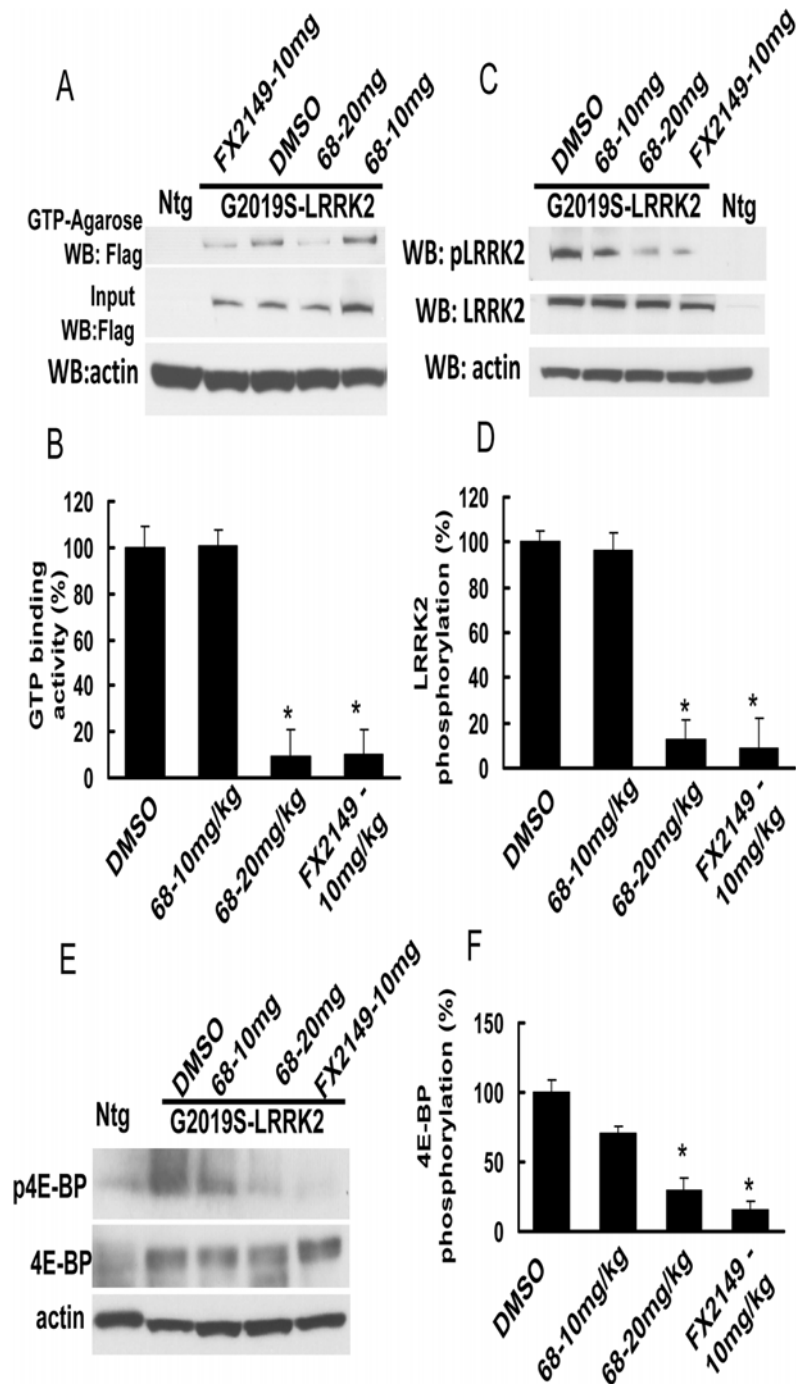 A
FX2149-10mg
DMSO
68-20mg
68-10mg
Ntg
G2019S-LRRK2
GTP-Agarose
WB: Flag
Input
WB:Flag
WB:actin
C
DMSO
68-10mg
68-20mg
FX2149-10mg
G2019S-LRRK2
Ntg
WB: pLRRK2
WB: LRRK2
WB: actin
B
GTP binding
activity (%)
120
100
80
60
40
20
0
*
*
DMSO
68-10mg/kg
68-20mg/kg
FX2149 -
10mg/kg
D
LRRK2
phosphorylation (%)
120
100
80
60
40
20
0
*
*
DMSO
68-10mg/kg
68-20mg/kg
FX2149 -
10mg/kg
E
DMSO
68-10mg
68-20mg
FX2149-10mg
Ntg
G2019S-LRRK2
p4E-BP
4E-BP
actin
F
4E-BP
phosphorylation (%)
150
100
50
0
*
*
DMSO
68-10mg/kg
68-20mg/kg
FX2149 -
10mg/kg